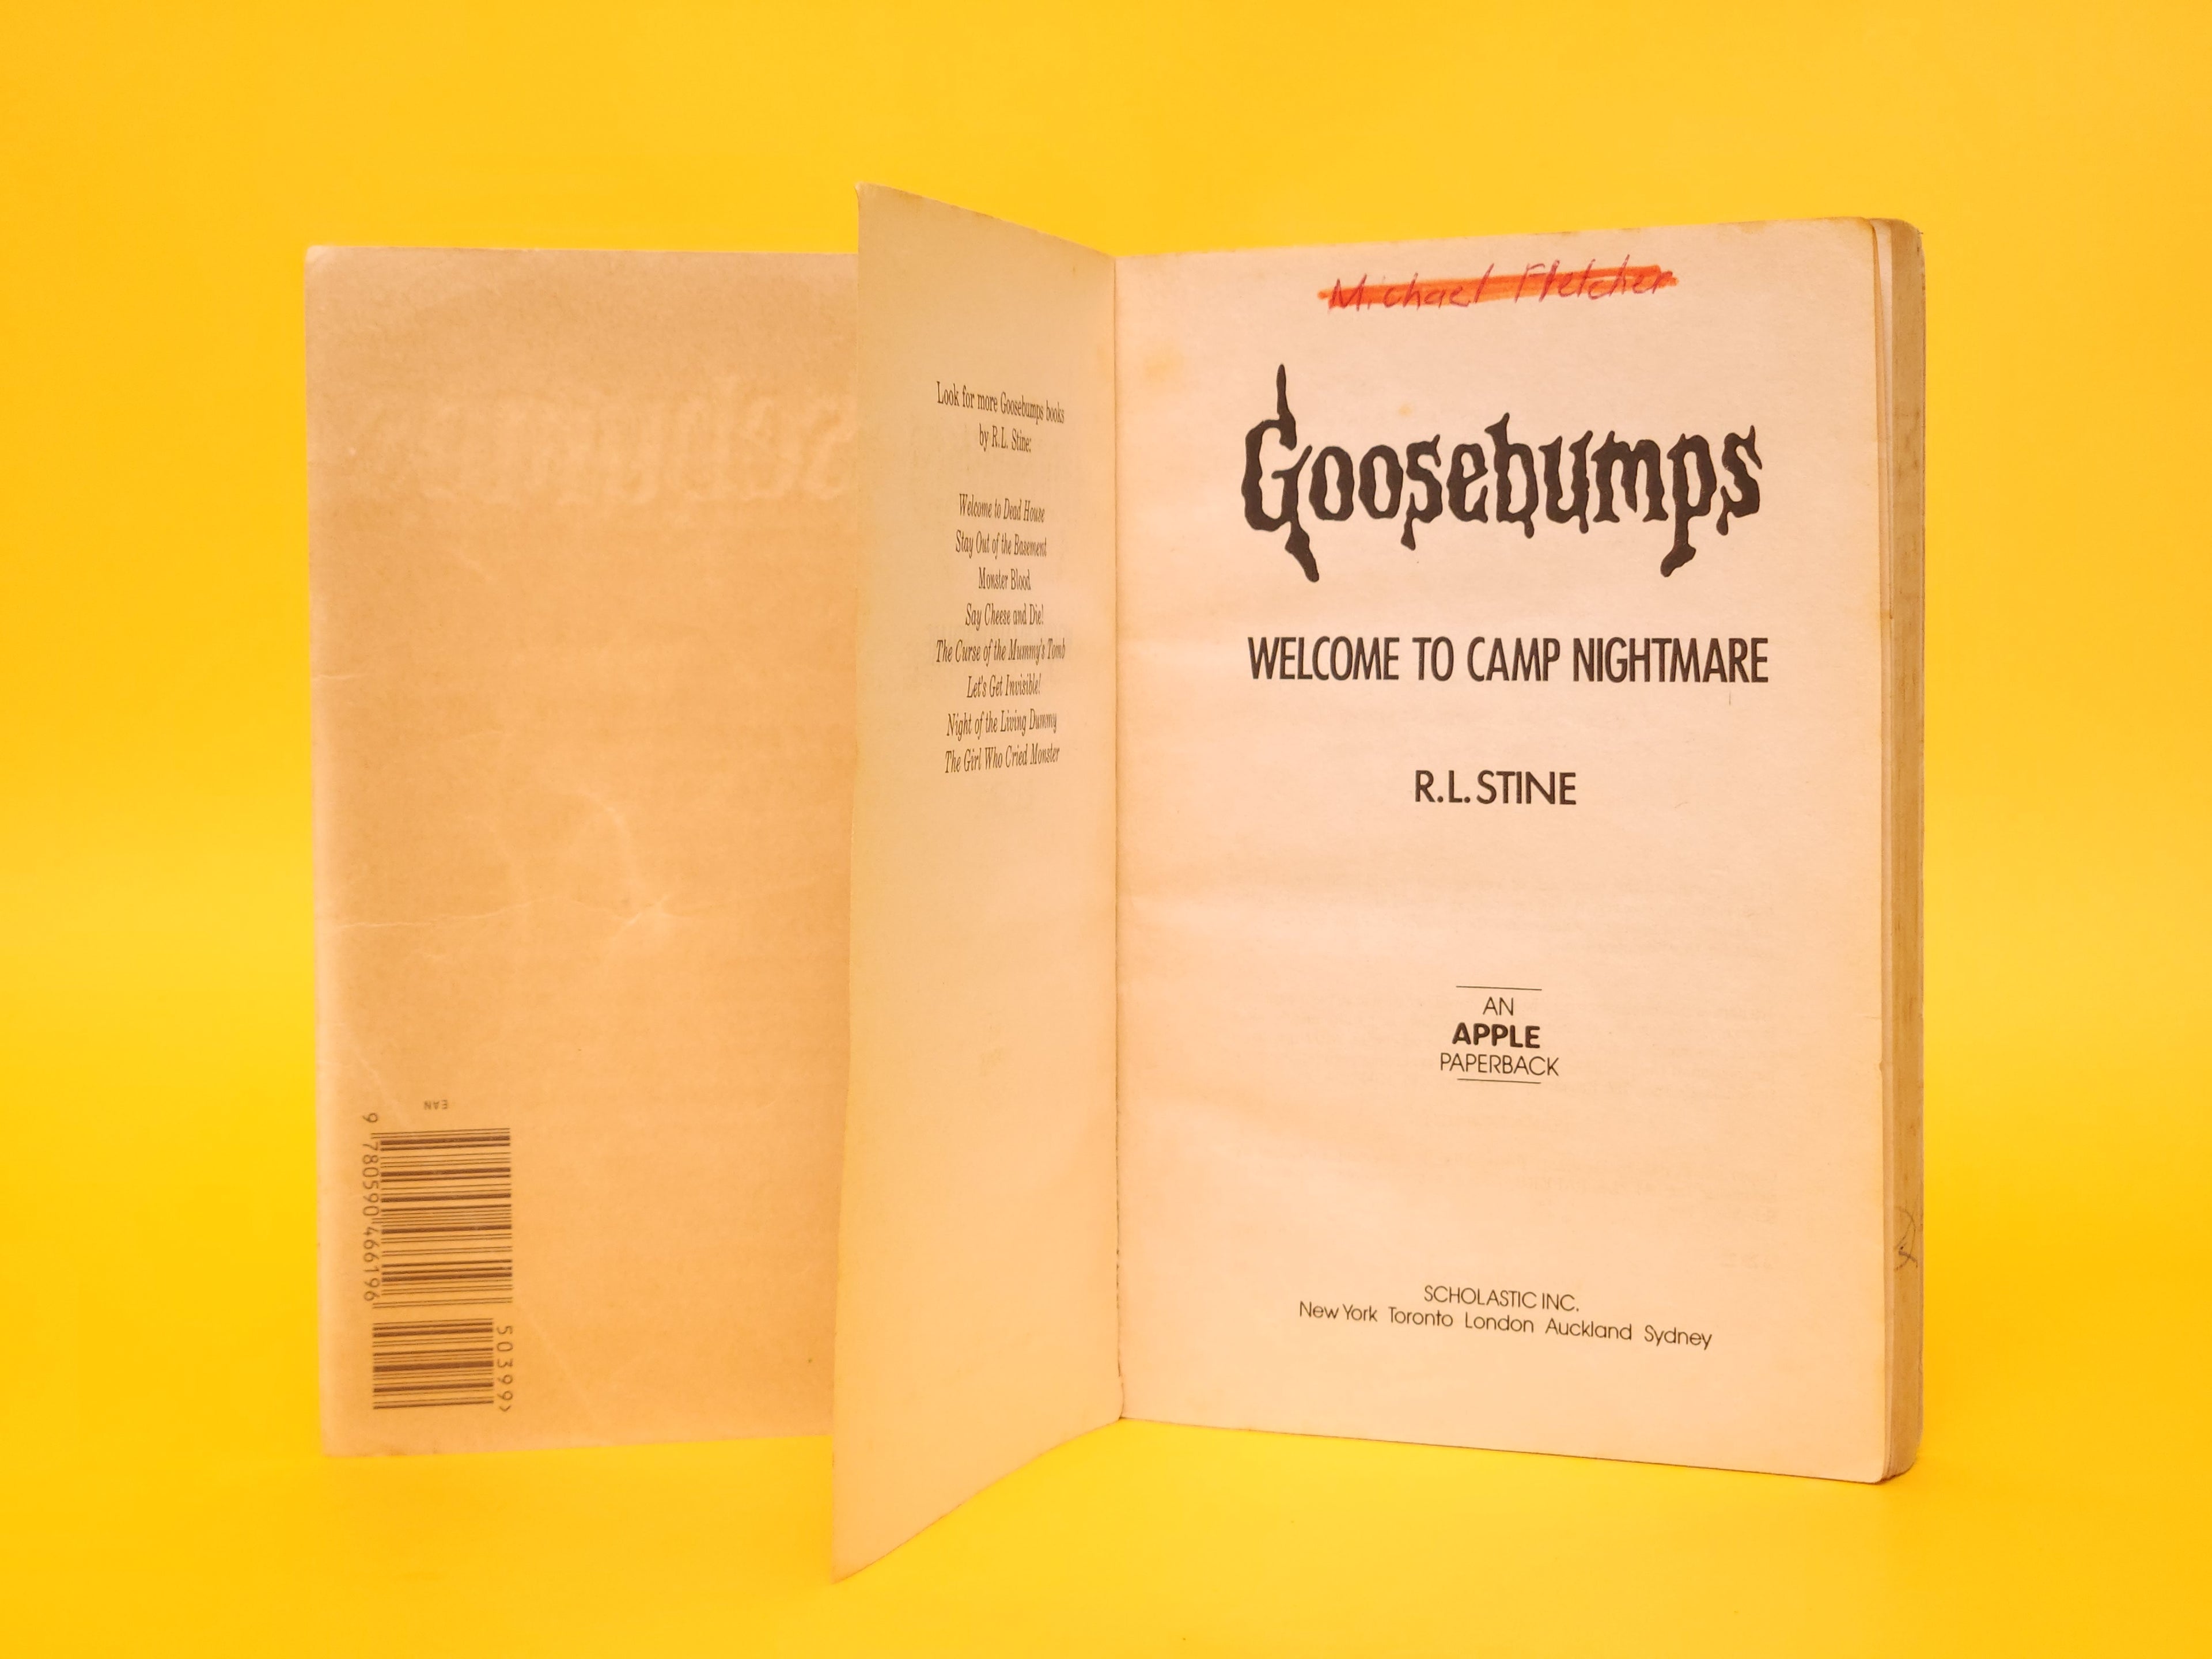 EAN
9 780590 466196
50399>
Look for more Goosebumps books
by R.L. Stine:
Welcome to Dead House
Stay Out of the Basement
Monster Blood
Say Cheese and Die!
The Curse of the Mummy's Tomb
Let's Get Invisible!
Night of the Living Dummy
The Girl Who Cried Monster
Michael Fletcher
Goosebumps
WELCOME TO CAMP NIGHTMARE
R.L. STINE
AN
APPLE
PAPERBACK
SCHOLASTIC INC.
New York Toronto London Auckland Sydney